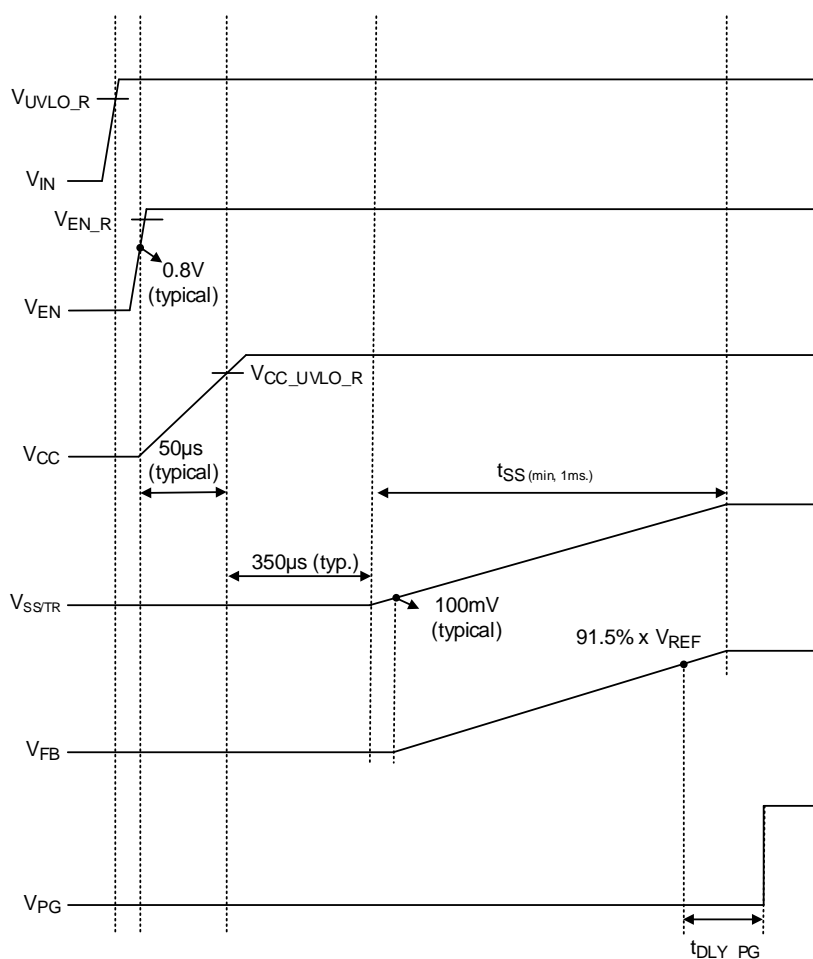 VUVLO_R
VIN
VEN_R
0.8V
(typical)
VEN
VCC_UVLO_R
VCC
50µs
(typical)
tSS (min, 1ms.)
350µs (typ.)
VSS/TR
100mV
(typical)
91.5% x VREF
VFB
VPG
tDLY_PG